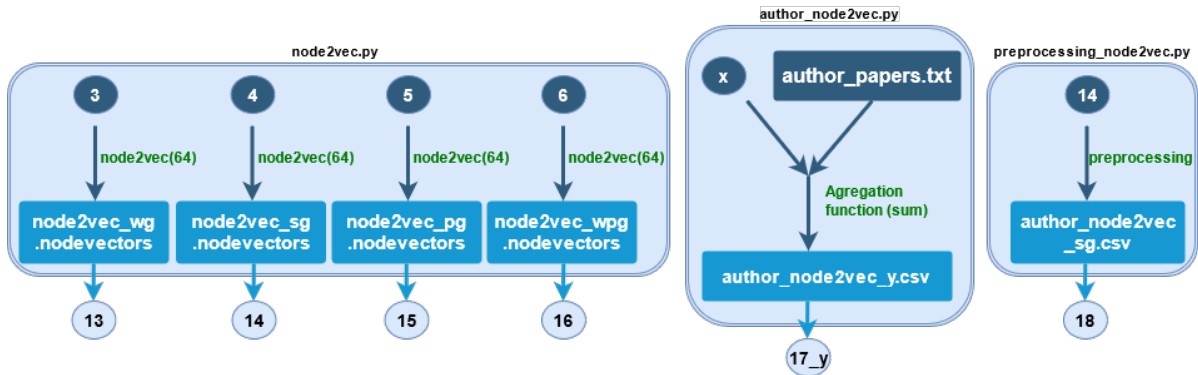 node2vec.py
3
4
5
6
node2vec(64)
node2vec(64)
node2vec(64)
node2vec(64)
node2vec_wg
.nodevectors
node2vec_sg
.nodevectors
node2vec_pg
.nodevectors
node2vec_wpg
.nodevectors
13
14
15
16
author_node2vec.py
x
author_papers.txt
Agregation
function (sum)
author_node2vec_y.csv
17_y
preprocessing_node2vec.py
14
preprocessing
author_node2vec
_sg.csv
18